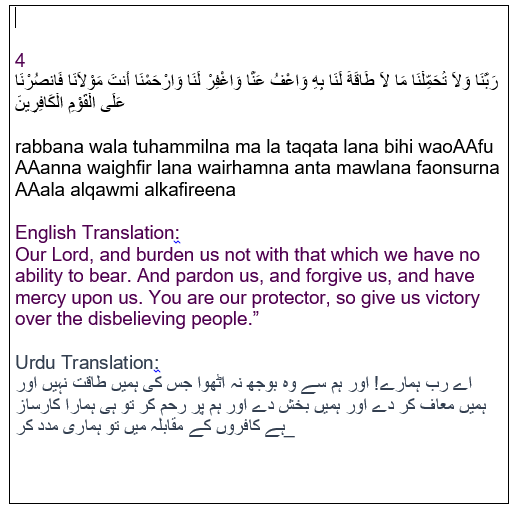 4
رَبَّنَا وَلاَ تُحَمِّلْنَا مَا لاَ طَاقَةَ لَنَا بِهِ وَاعْفُ عَنَّا وَاغْفِرْ لَنَا وَارْحَمْنَا أَنتَ مَوْلاَنَا فَانصُرْنَا
عَلَى الْقَوْمِ الْكَافِرِينَ
rabbana wala tuhammilna ma la taqata lana bihi waoAAfu
AAanna waighfir lana wairhamna anta mawlana faonsurna
AAala alqawmi alkafireena
English Translation:
Our Lord, and burden us not with that which we have no
ability to bear. And pardon us, and forgive us, and have
mercy upon us. You are our protector, so give us victory
over the disbelieving people.”
Urdu Translation:
اے رب ہمارے! اور ہم سے وہ بوجھ نہ اٹھوا جس کی ہمیں طاقت نہیں اور
ہمیں معاف کر دے اور ہمیں بخش دے اور ہم پر رحم کر تو ہی ہمارا کارساز
ہے کافروں کے مقابلہ میں تو ہماری مدد کر_